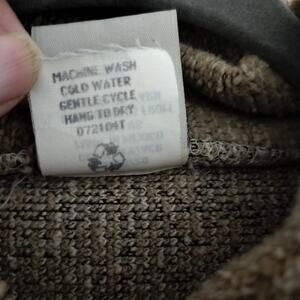 MACHINE WASH
COLD WATER
GENTLE CYCLE
HANG TO DRY
072104T